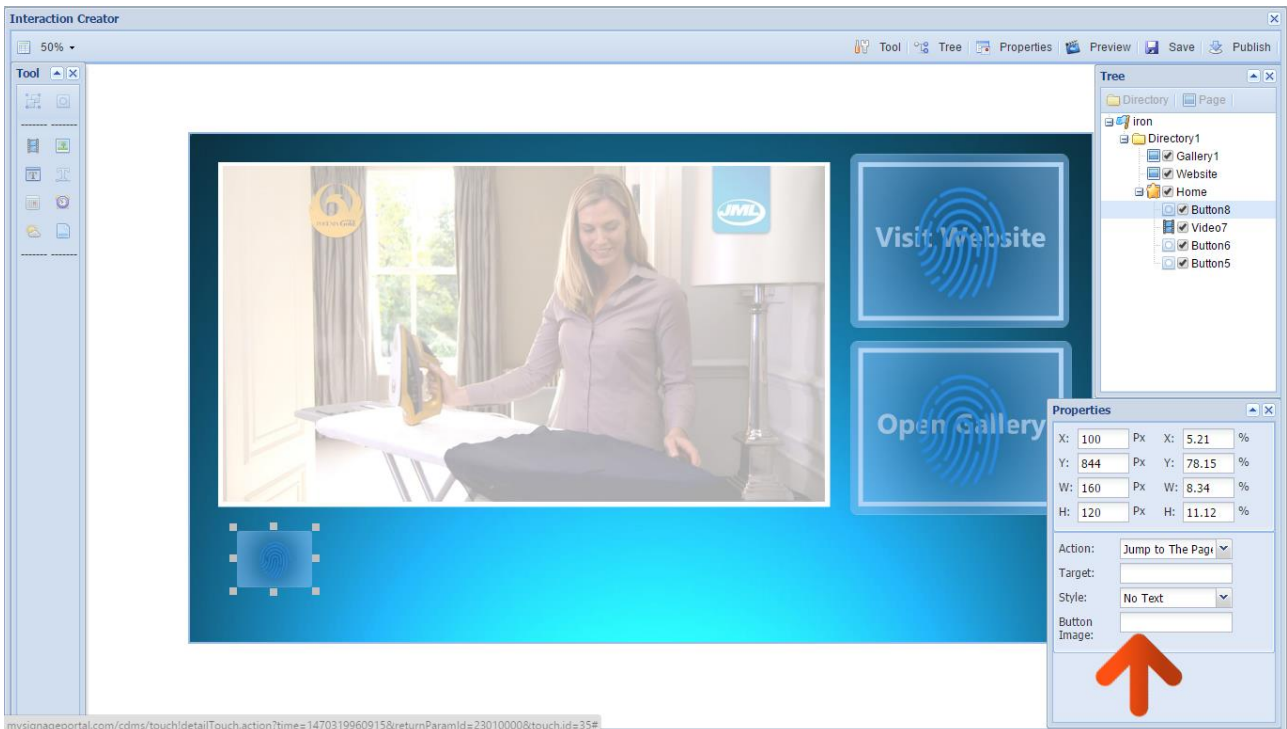 Interaction Creator
50%
Tool Tree Properties Preview Save Publish
Tool
Tree
Directory Page
iron
Directory1
Gallery1
Website
Home
Button8
Video7
Button6
Button5
JML
Gold
Visit Website
Open Gallery
Properties
X: 100 Px X: 5.21 %
Y: 844 Px Y: 78.15 %
W: 160 Px W: 8.34 %
H: 120 Px H: 11.12 %
Action: Jump to The Page
Target:
Style: No Text
Button
Image:
mysignageportal.com/cdms/touch!detailTouch.action?time=1470319960915&returnParamId=23010000&touch.id=35#